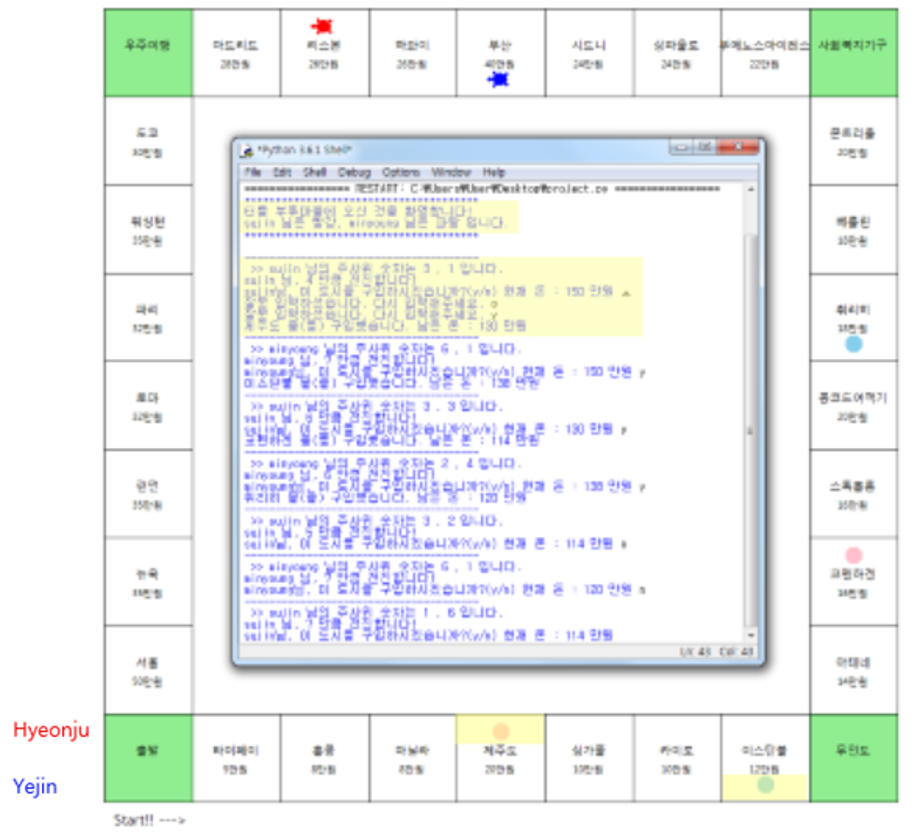 우주여행
마드리드
28만원
리스본
26만원
하와이
26만원
부산
40만원
시드니
24만원
상파울로
24만원
부에노스아이레스
22만원
사회복지기구
도쿄
30만원
몬트리올
20만원
*Python 3.6.1 Shell*
File Edit Shell Debug Options Window Help
RESTART: C:₩Users₩User₩Desktop₩project.py
오신 것을 환영합니다!
sujin 님은 빨강, minyoung 님은 파랑 입니다.
>> sujin 님의 주사위 숫자는 3 , 1 입니다.
sujin 님, 4 만큼 전진합니다!
sujin님, 이 도시를 구입하시겠습니까?(y/n) 현재 돈 : 150 만원
잘못 입력하셨습니다. 다시 입력해주세요.
잘못 입력하셨습니다. 다시 입력해주세요. y
제주도 을(를) 구입했습니다. 남은 돈 : 130 만원
>> minyoung 님의 주사위 숫자는 6 , 1 입니다.
minyoung 님, 7 만큼 전진합니다!
minyoung님, 이 도시를 구입하시겠습니까?(y/n) 현재 돈 : 150 만원 y
이스탄불 을(를) 구입했습니다. 남은 돈 : 138 만원
>> sujin 님의 주사위 숫자는 3 , 3 입니다.
sujin 님, 6 만큼 전진합니다!
sujin님, 이 도시를 구입하시겠습니까?(y/n) 현재 돈 : 130 만원 y
코펜하겐 을(를) 구입했습니다. 남은 돈 : 114 만원
>> minyoung 님의 주사위 숫자는 2 , 4 입니다.
minyoung 님, 6 만큼 전진합니다!
minyoung님, 이 도시를 구입하시겠습니까?(y/n) 현재 돈 : 138 만원 y
취리히 을(를) 구입했습니다. 남은 돈 : 120 만원
>> sujin 님의 주사위 숫자는 3 , 2 입니다.
sujin 님, 5 만큼 전진합니다!
sujin님, 이 도시를 구입하시겠습니까?(y/n) 현재 돈 : 114 만원 n
>> minyoung 님의 주사위 숫자는 6 , 1 입니다.
minyoung 님, 7 만큼 전진합니다!
minyoung님, 이 도시를 구입하시겠습니까?(y/n) 현재 돈 : 120 만원 n
>> sujin 님의 주사위 숫자는 1 , 6 입니다.
sujin 님, 7 만큼 전진합니다!
sujin님, 이 도시를 구입하시겠습니까?(y/n) 현재 돈 : 114 만원
Ln: 43 Col: 43
워싱턴
35만원
베를린
18만원
파리
32만원
취리히
18만원
로마
32만원
콩코드여객기
20만원
런던
35만원
스톡홀름
16만원
뉴욕
코펜하겐
16만원
서울
50만원
아테네
14만원
Hyeonju
Yejin
출발
타이페이
5만원
홍콩
8만원
마닐라
8만원
제주도
20만원
싱가폴
10만원
카이로
10만원
이스탄불
12만원
무인도
Start!! --->